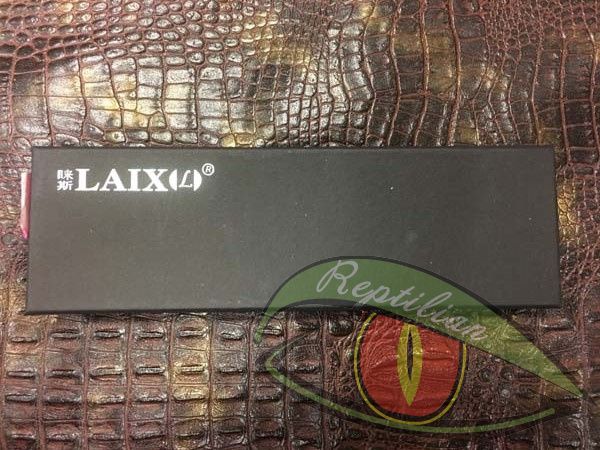 睐斯 LAIX L ®
Reptilian